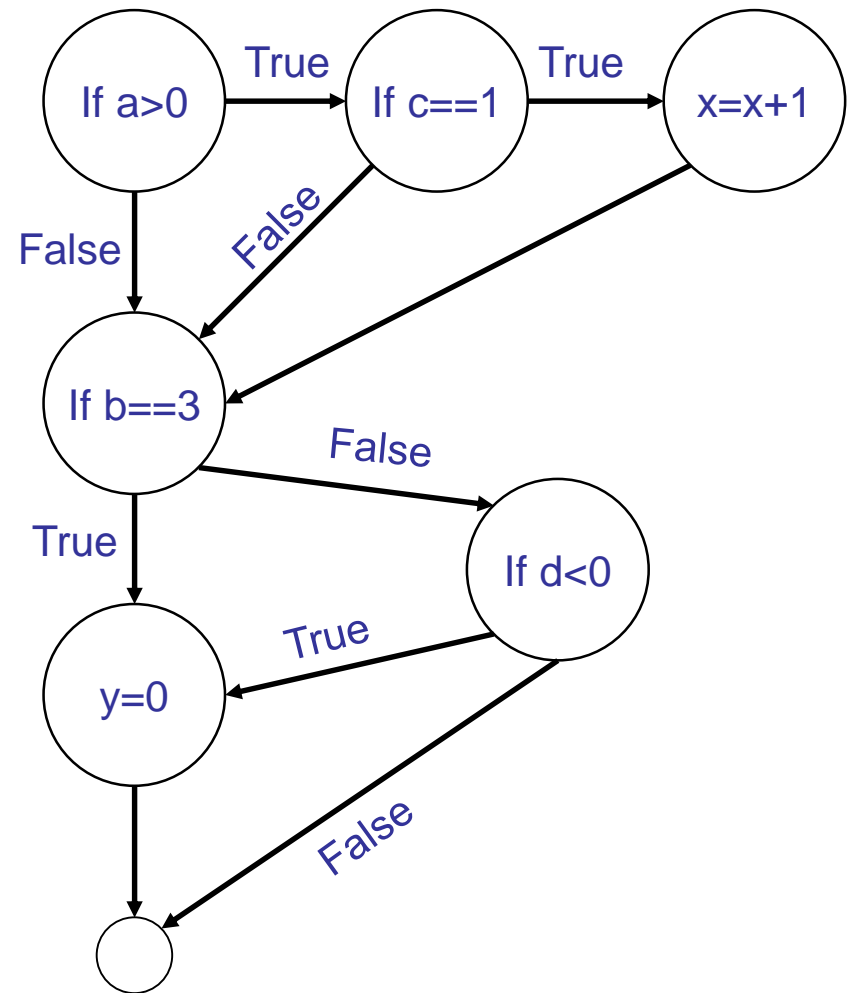 True
True
If a>0
If c==1
x=x+1
False
False
If b==3
False
True
If d<0
True
y=0
False